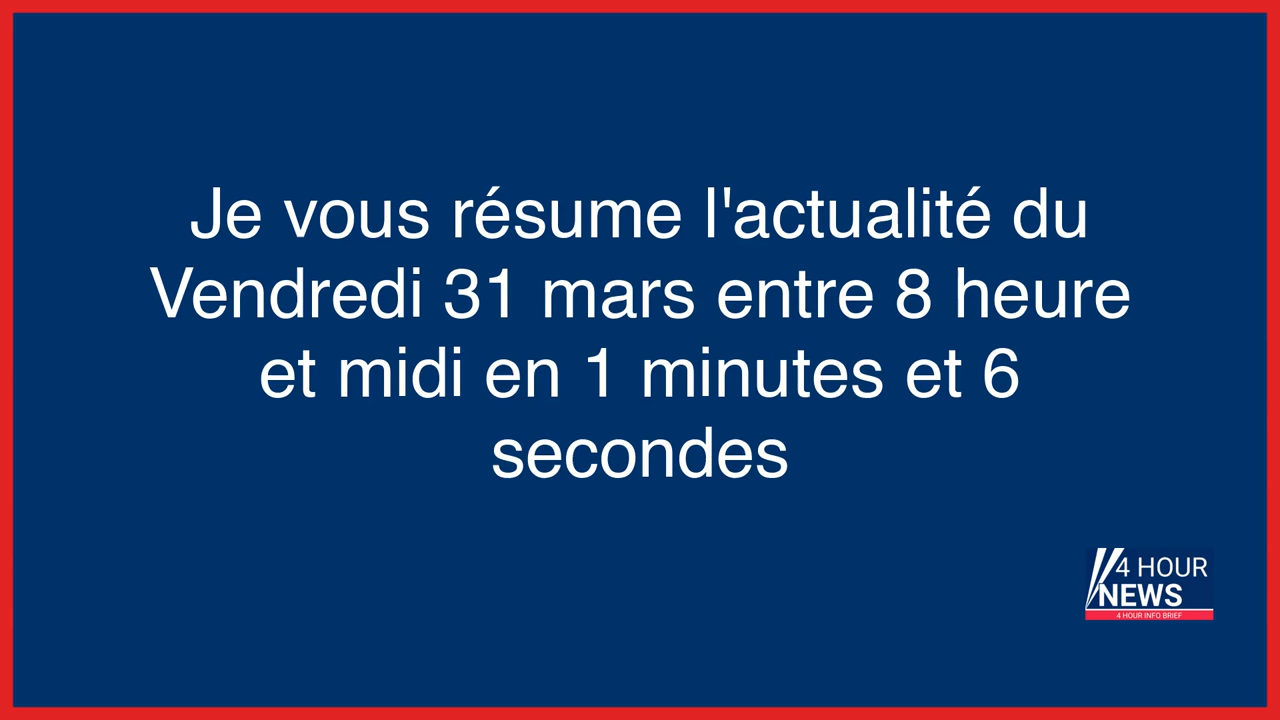 Je vous résume l'actualité du
Vendredi 31 mars entre 8 heure
et midi en 1 minutes et 6
secondes
4 HOUR
NEWS
4 HOUR INFO BRIEF